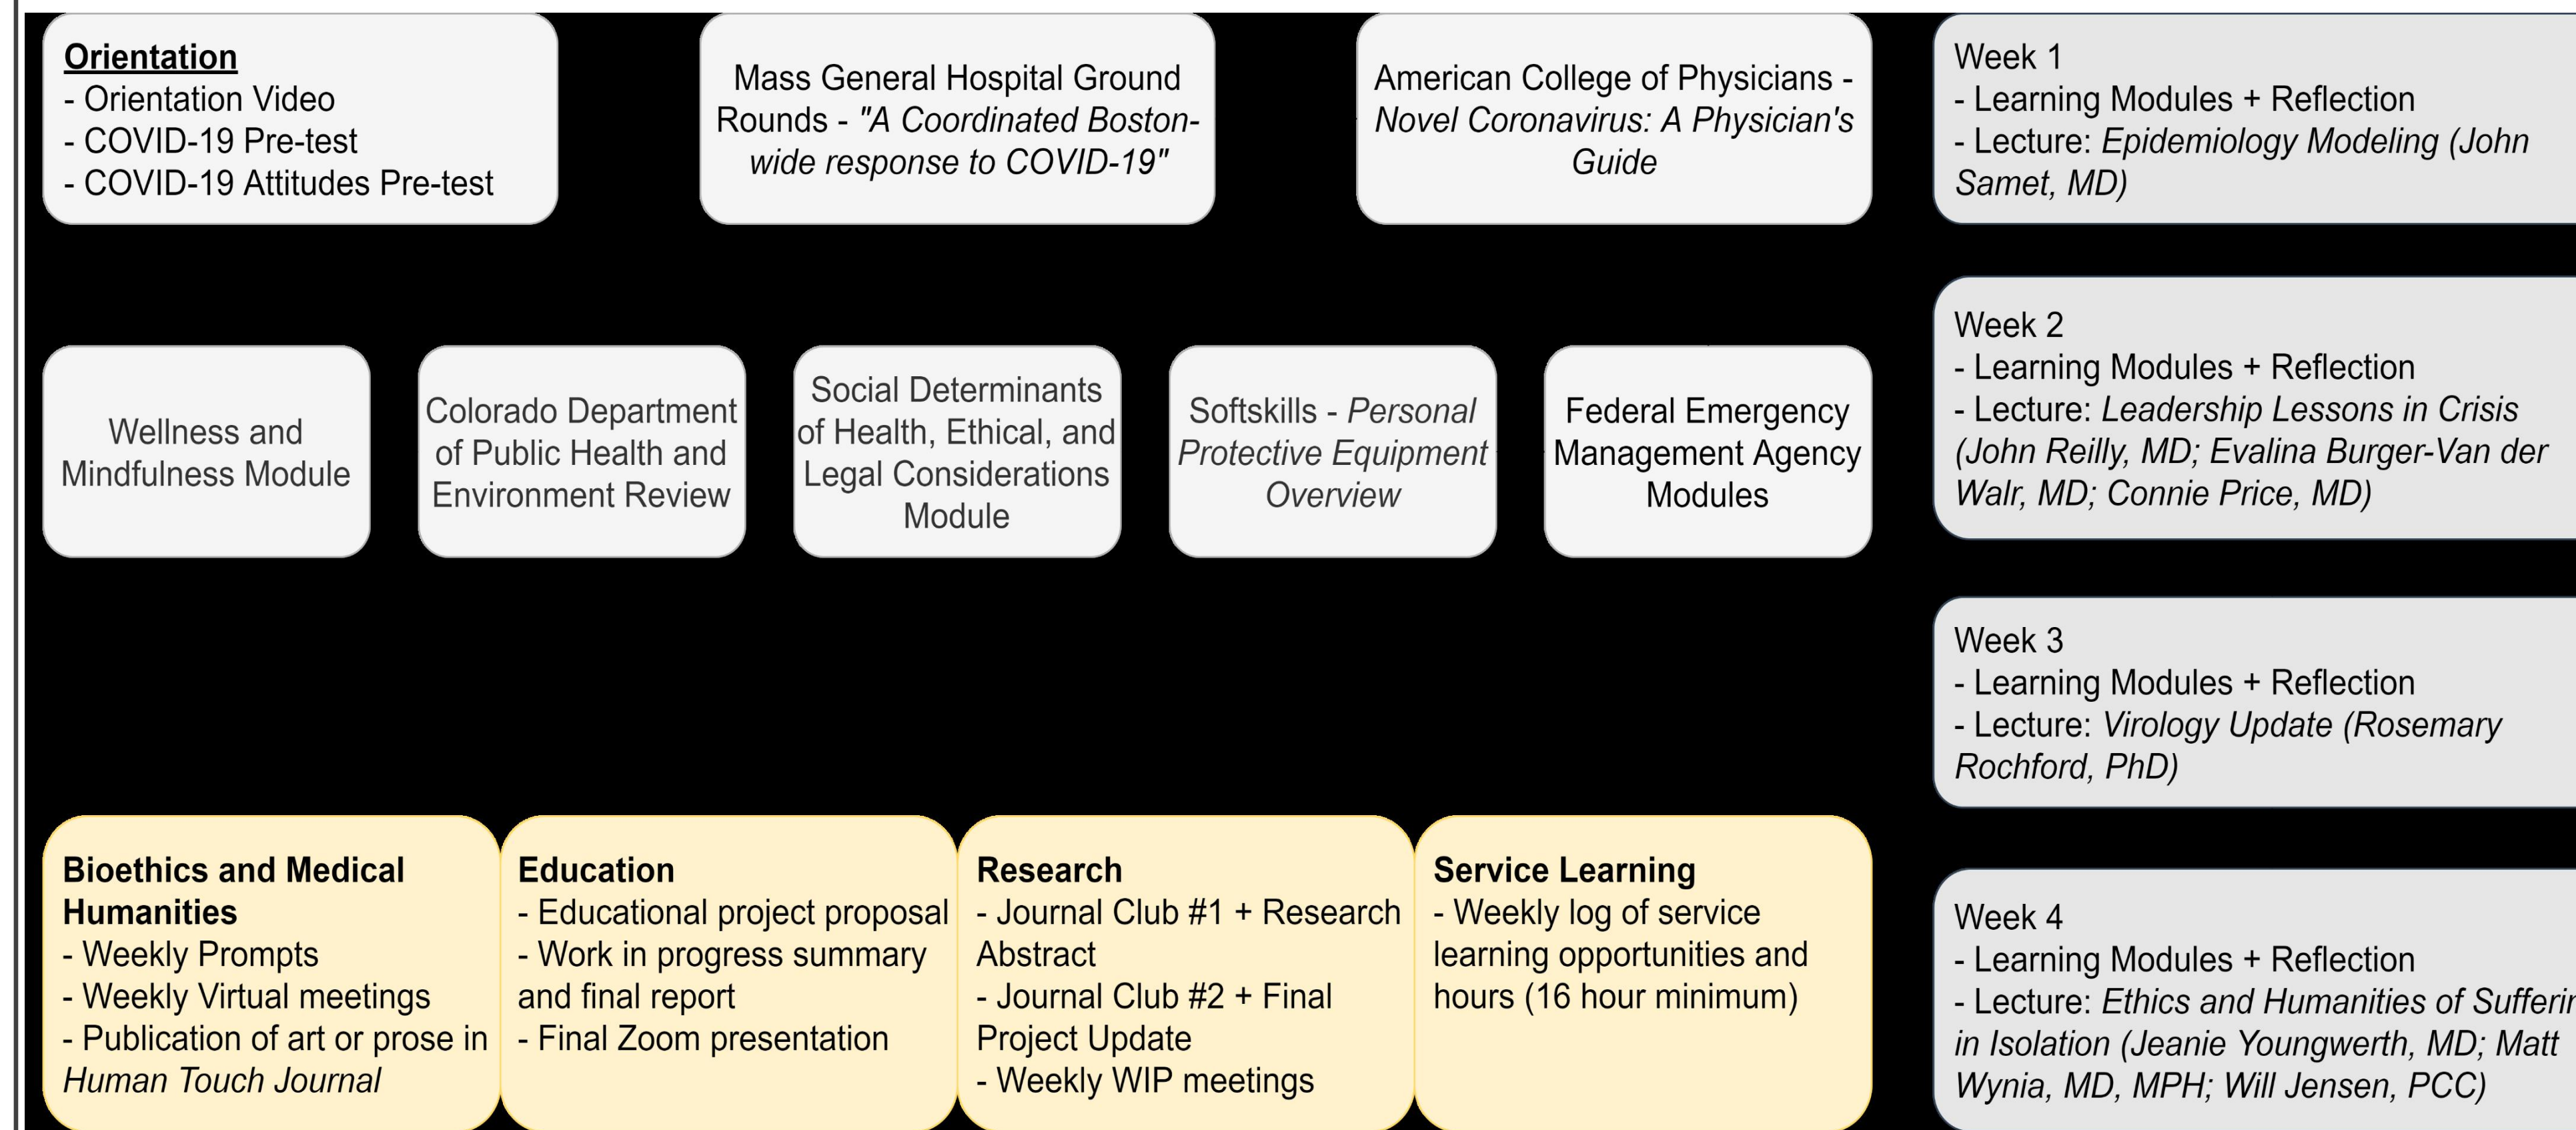 Orientation
- Orientation Video
- COVID-19 Pre-test
- COVID-19 Attitudes Pre-test
Mass General Hospital Ground
Rounds - "A Coordinated Boston-
wide response to COVID-19"
American College of Physicians -
Novel Coronavirus: A Physician's
Guide
Wellness and
Mindfulness Module
Colorado Department
of Public Health and
Environment Review
Social Determinants
of Health, Ethical, and
Legal Considerations
Module
Softskills - Personal
Protective Equipment
Overview
Federal Emergency
Management Agency
Modules
Bioethics and Medical
Humanities
- Weekly Prompts
- Weekly Virtual meetings
- Publication of art or prose in
Human Touch Journal
Education
- Educational project proposal
- Work in progress summary
and final report
- Final Zoom presentation
Research
- Journal Club #1 + Research
Abstract
- Journal Club #2 + Final
Project Update
- Weekly WIP meetings
Service Learning
- Weekly log of service
learning opportunities and
hours (16 hour minimum)
Week 1
- Learning Modules + Reflection
- Lecture: Epidemiology Modeling (John
Samet, MD)
Week 2
- Learning Modules + Reflection
- Lecture: Leadership Lessons in Crisis
(John Reilly, MD; Evalina Burger-Van der
Walr, MD; Connie Price, MD)
Week 3
- Learning Modules + Reflection
- Lecture: Virology Update (Rosemary
Rochford, PhD)
Week 4
- Learning Modules + Reflection
- Lecture: Ethics and Humanities of
in Isolation (Jeanie Youngwerth, MD; Matt
Wynia, MD, MPH; Will Jensen, PCC)